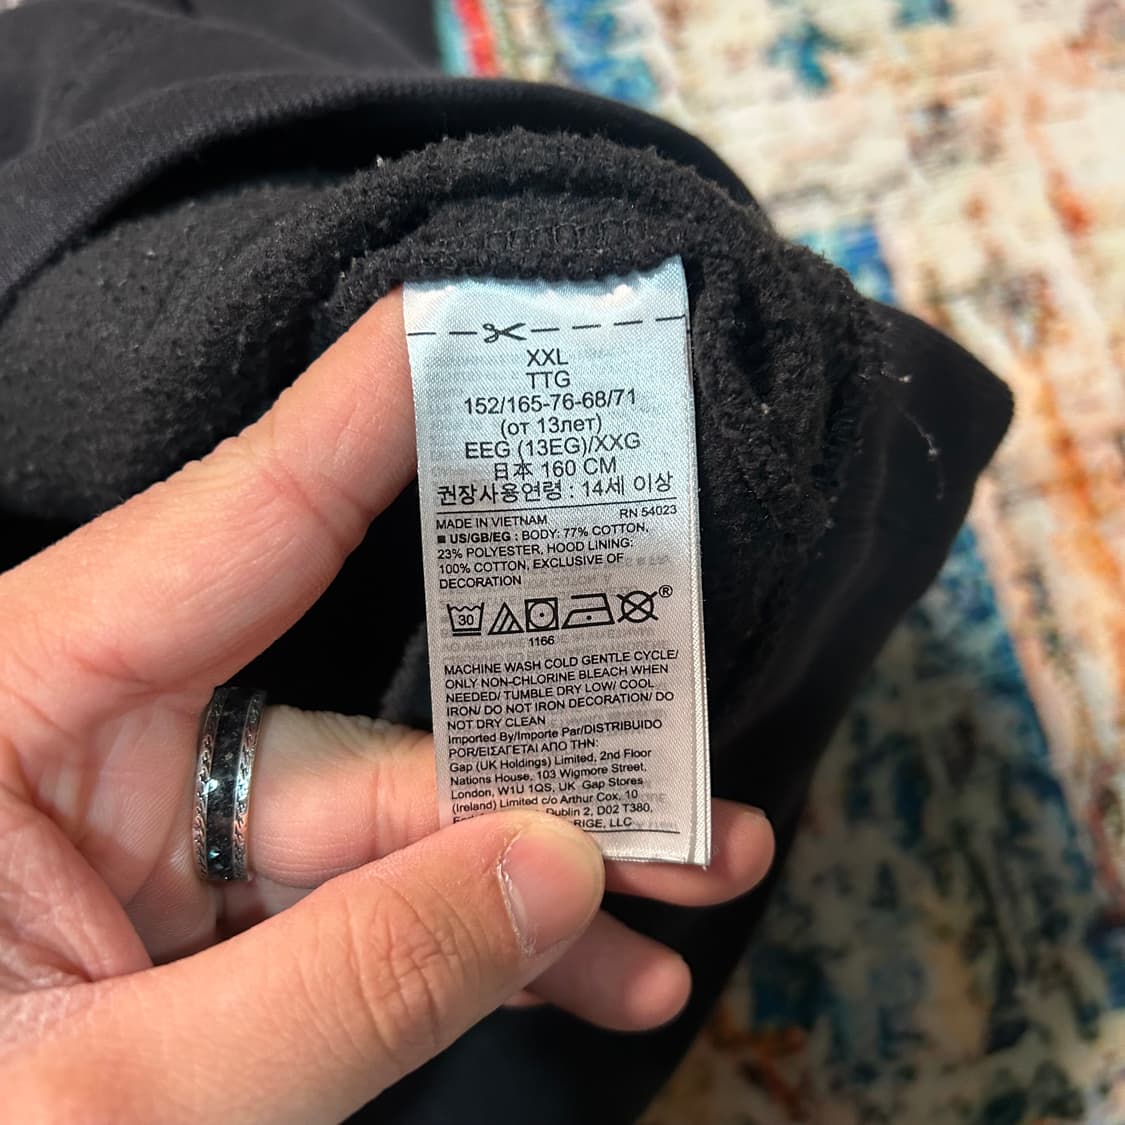 XXL
TTG
152/165-76-68/71
(от 13лет)
EEG (13EG)/XXG
日本 160 CM
권장사용연령 : 14세 이상
MADE IN VIETNAM RN 54023
■ US/GB/EG : BODY: 77% COTTON,
23% POLYESTER, HOOD LINING:
100% COTTON, EXCLUSIVE OF
DECORATION
30 ®
1166
MACHINE WASH COLD GENTLE CYCLE/
ONLY NON-CHLORINE BLEACH WHEN
NEEDED/ TUMBLE DRY LOW/ COOL
IRON/ DO NOT IRON DECORATION/ DO
NOT DRY CLEAN
Imported By/Importe Par/DISTRIBUIDO
POR/ΕΙΣΑΓΕΤΑΙ ΑΠΟ ΤΗΝ:
Gap (UK Holdings) Limited, 2nd Floor
Nations House, 103 Wigmore Street,
London, W1U 1QS, UK Gap Stores
(Ireland) Limited c/o Arthur Cox, 10
Dublin 2, D02 T380,
LLC